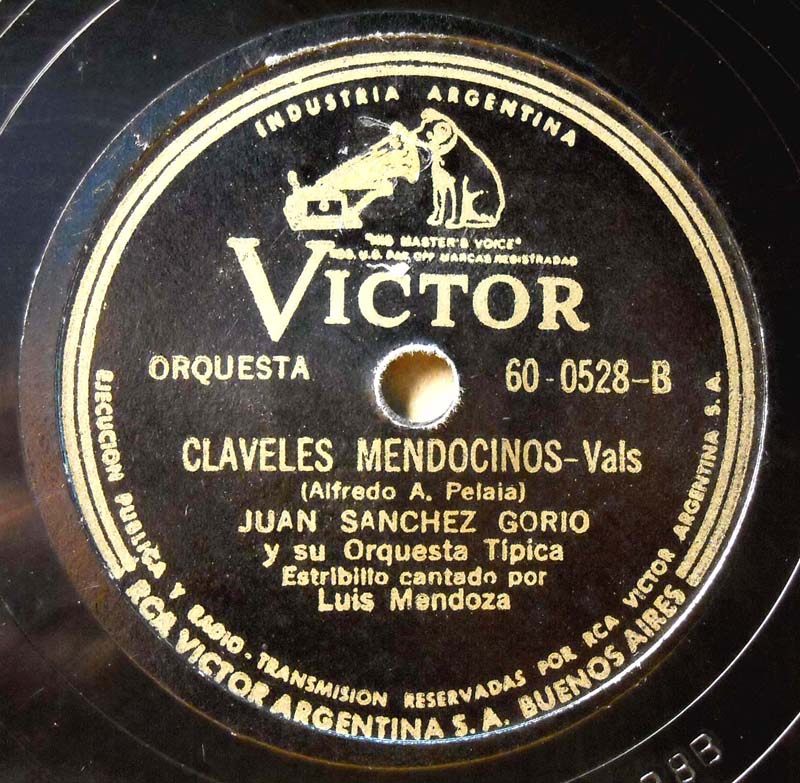 INDUSTRIA ARGENTINA
"HIS MASTER'S VOICE"
REG. U.S. PAT. OFF MARCAS REGISTRADAS
VICTOR
ORQUESTA
60-0528-B
CLAVELES MENDOCINOS-Vals
(Alfredo A. Pelaia)
JUAN SANCHEZ GORIO
y su Orquesta Típica
Estribillo cantado por
Luis Mendoza
EJECUCION PUBLICA Y RADIO-TRANSMISION RESERVADAS POR RCA VICTOR ARGENTINA S.A.
RCA VICTOR ARGENTINA S.A. BUENOS AIRES